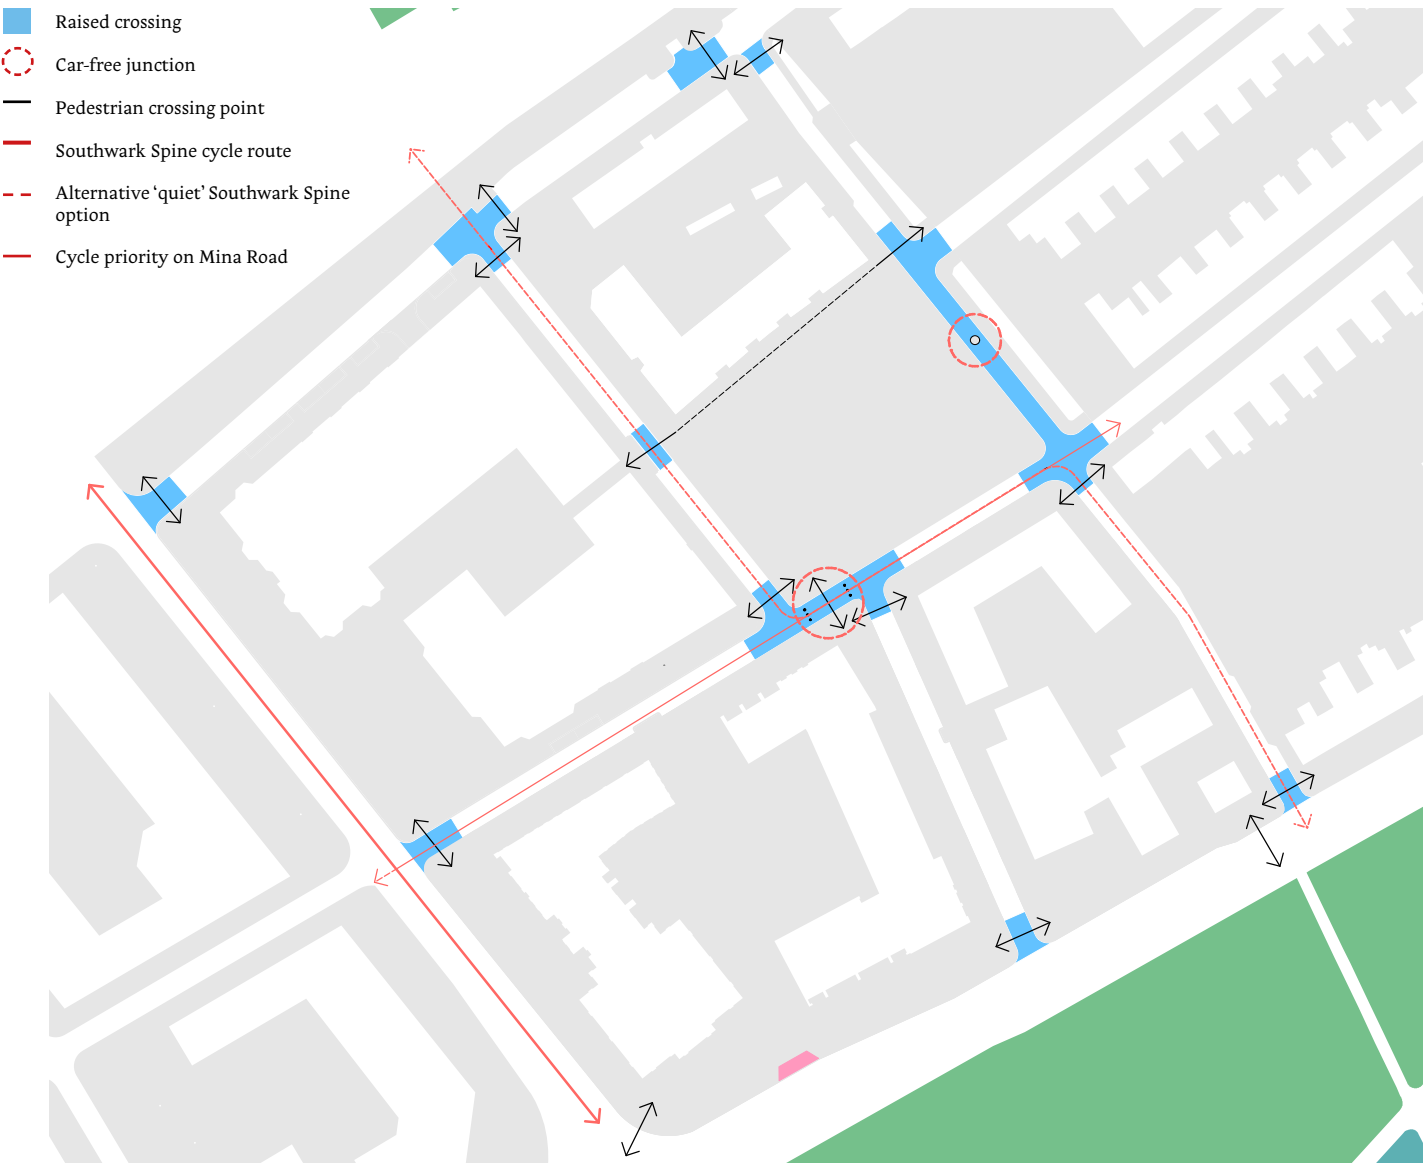 Raised crossing
Car-free junction
Pedestrian crossing point
Southwark Spine cycle route
Alternative ‘quiet’ Southwark Spine
option
Cycle priority on Mina Road